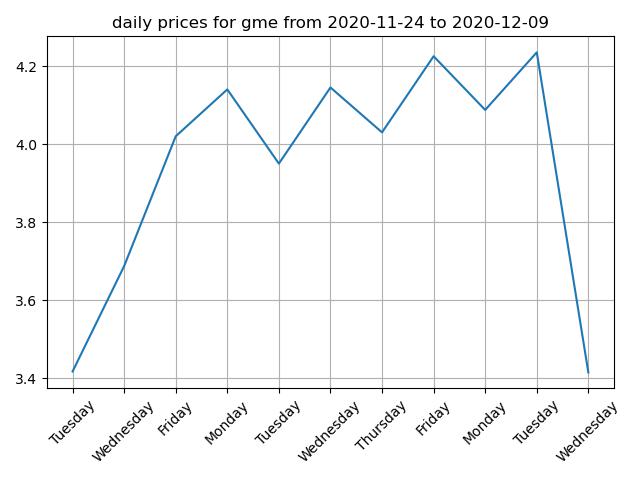 daily prices for gme from 2020-11-24 to 2020-12-09
4.2
4.0
3.8
3.6
3.4
Tuesday
Wednesday
Friday
Monday
Tuesday
Wednesday
Thursday
Friday
Monday
Tuesday
Wednesday